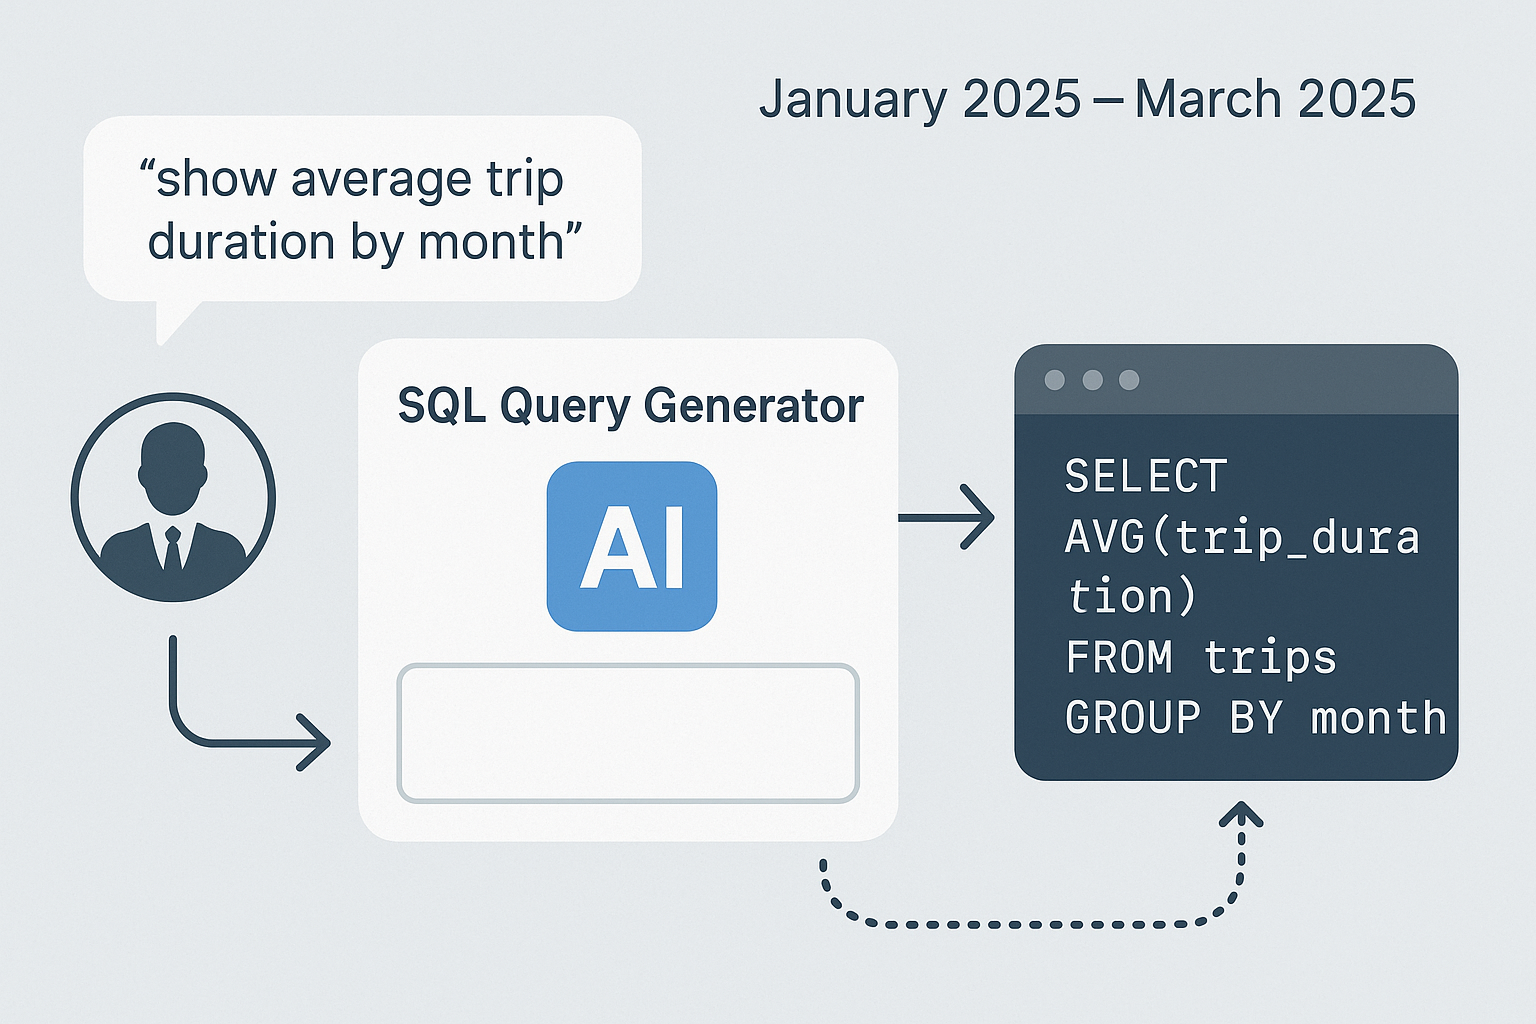 January 2025 – March 2025
“show average trip
duration by month”
SQL Query Generator
AI
SELECT
AVG(trip_dura
tion)
FROM trips
GROUP BY month